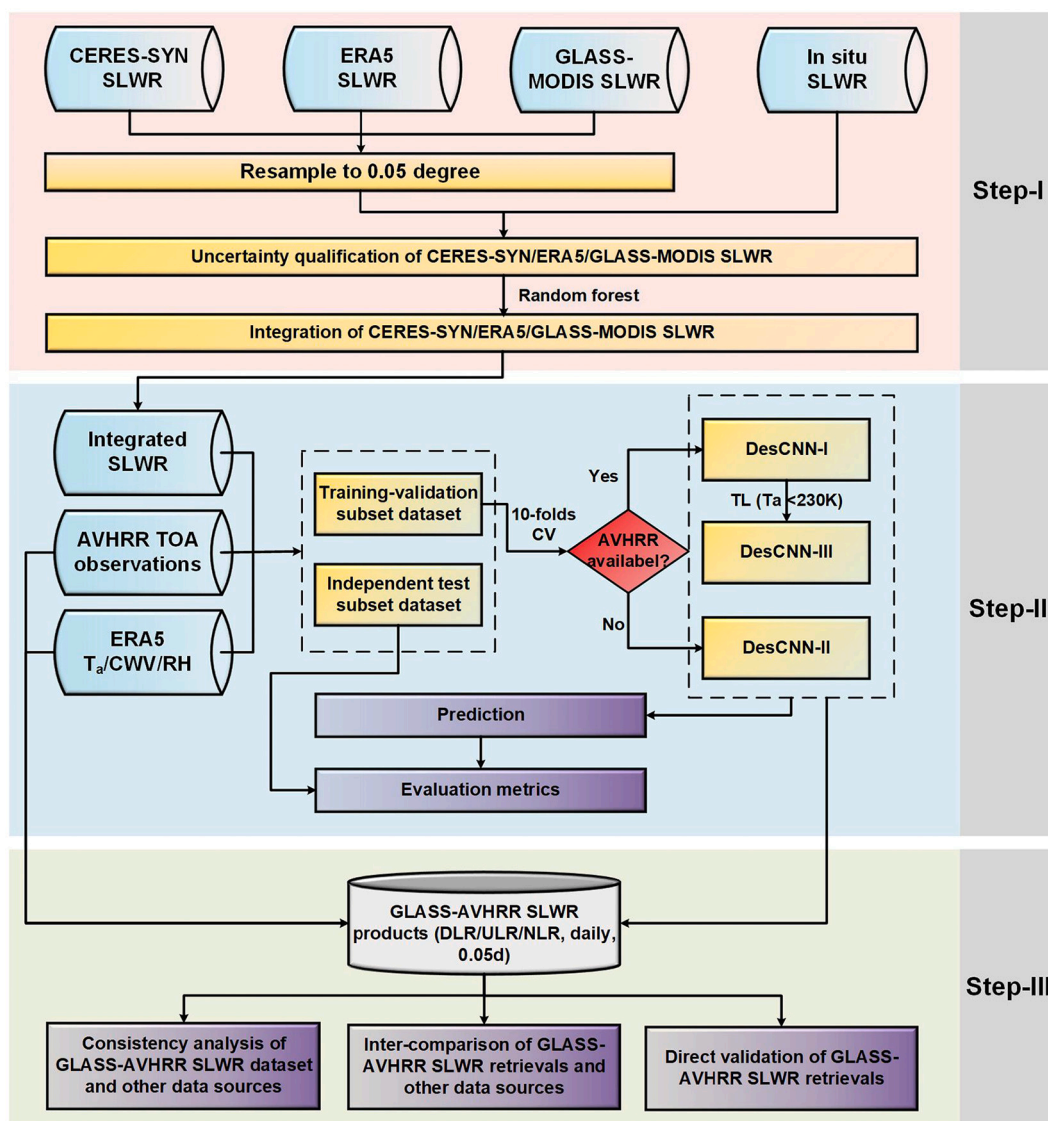 CERES-SYN
SLWR
ERA5
SLWR
GLASS-
MODIS SLWR
In situ
SLWR
Resample to 0.05 degree
Step-I
Uncertainty qualification of CERES-SYN/ERA5/GLASS-MODIS SLWR
Random forest
Integration of CERES-SYN/ERA5/GLASS-MODIS SLWR
Integrated
SLWR
AVHRR TOA
observations
ERA5
Ta/CWV/RH
Training-validation
subset dataset
Independent test
subset dataset
10-folds
CV
AVHRR
availabel?
Yes
No
DesCNN-I
TL (Ta <230K)
DesCNN-III
DesCNN-II
Step-II
Prediction
Evaluation metrics
GLASS-AVHRR SLWR
products (DLR/ULR/NLR, daily,
0.05d)
Step-III
Consistency analysis of
GLASS-AVHRR SLWR dataset
and other data sources
Inter-comparison of GLASS-
AVHRR SLWR retrievals and
other data sources
Direct validation of GLASS-
AVHRR SLWR retrievals